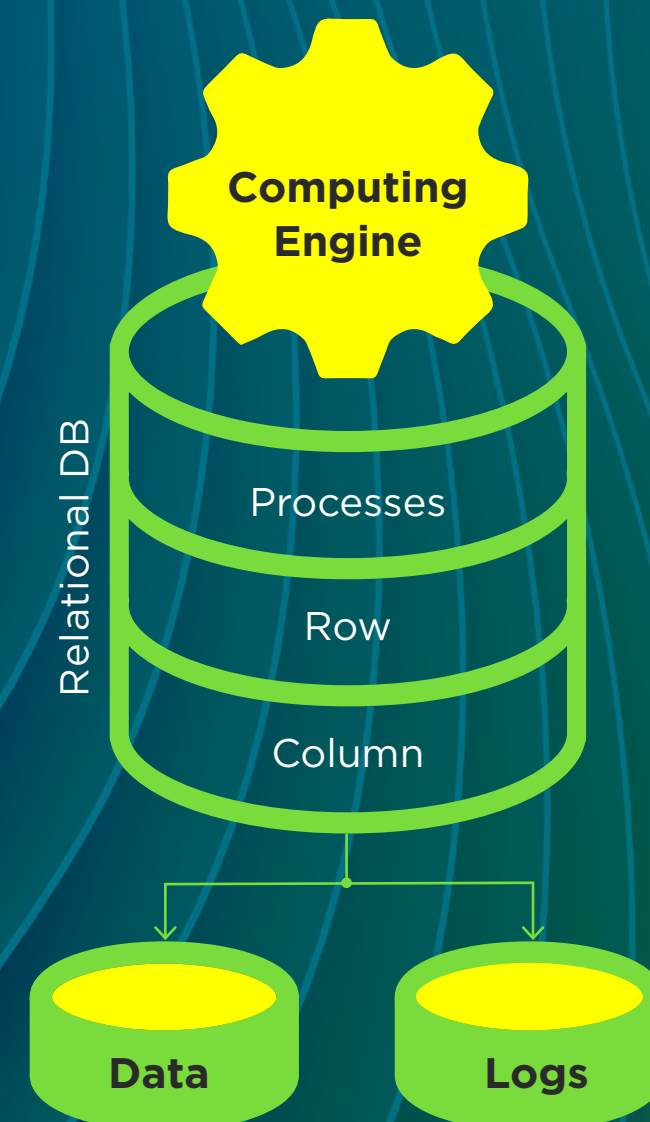 Computing
Engine
Relational DB
Processes
Row
Column
Data
Logs